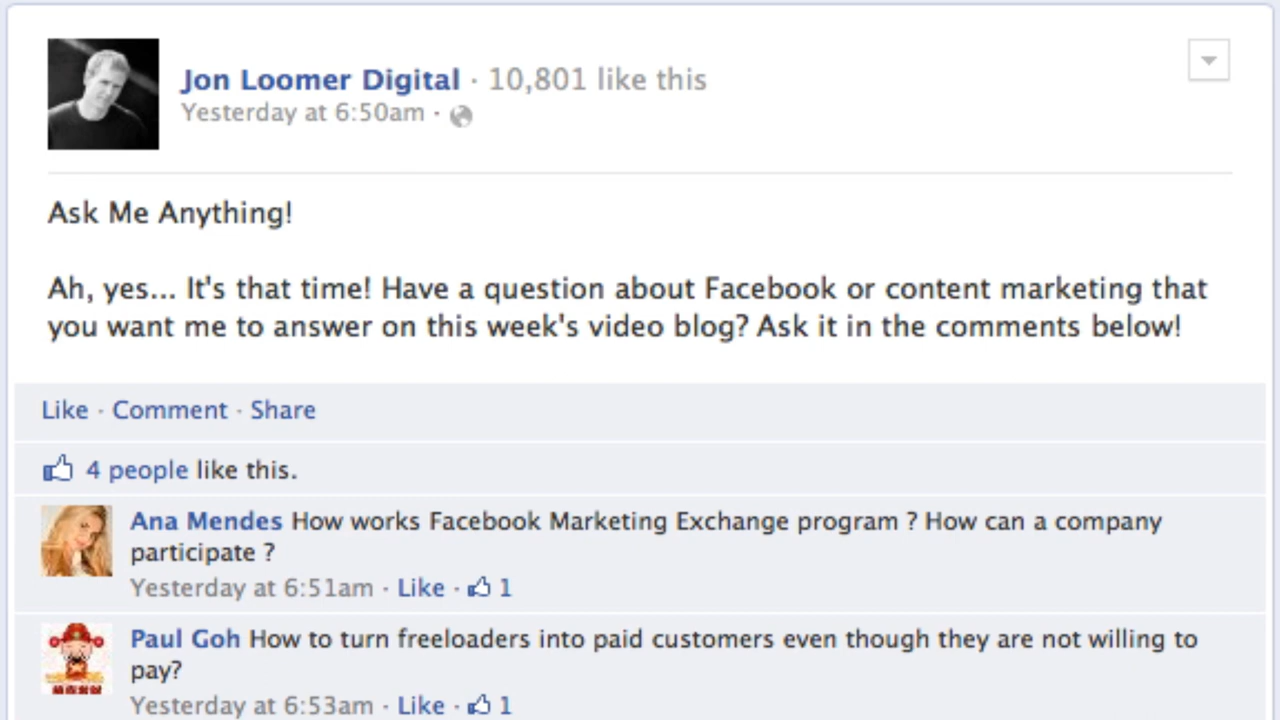 Jon Loomer Digital · 10,801 like this
Yesterday at 6:50am ·
Ask Me Anything!
Ah, yes... It's that time! Have a question about Facebook or content marketing that
you want me to answer on this week's video blog? Ask it in the comments below!
Like · Comment · Share
4 people like this.
Ana Mendes How works Facebook Marketing Exchange program ? How can a company
participate ?
Yesterday at 6:51am · Like · 1
Paul Goh How to turn freeloaders into paid customers even though they are not willing to
pay?
Yesterday at 6:53am · Like · 1